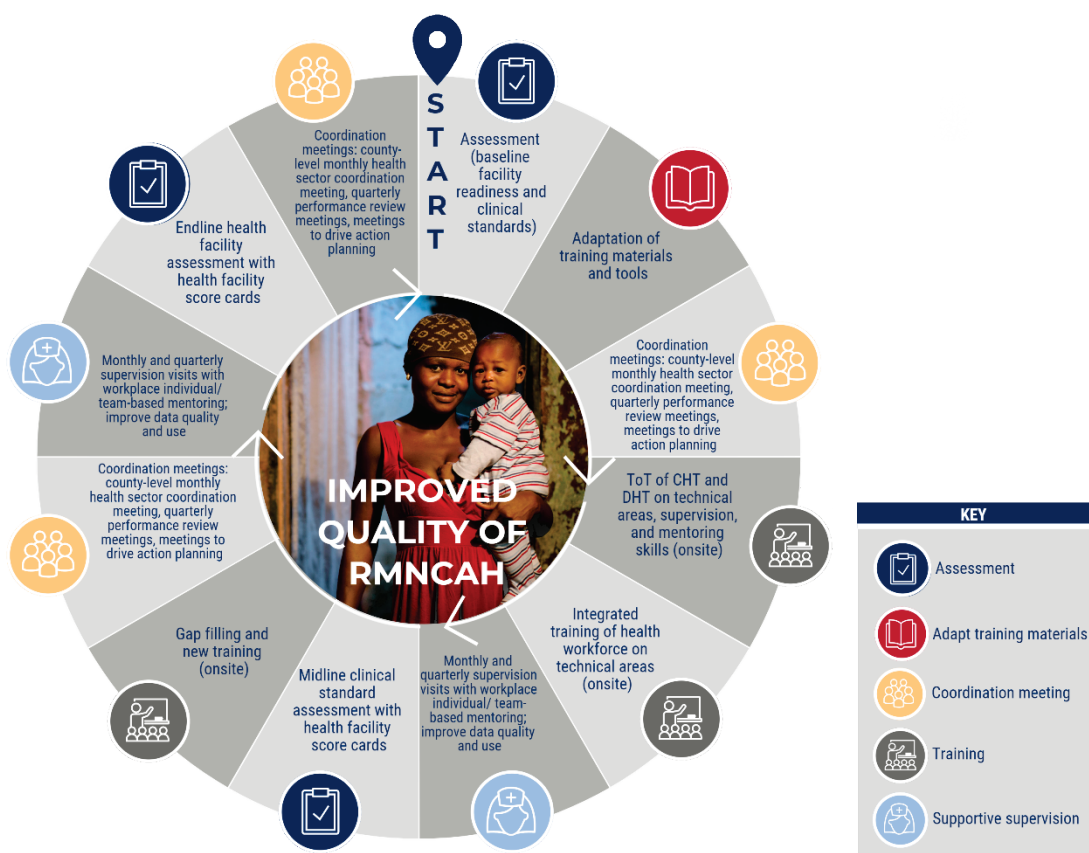 START
Assessment
(baseline
facility
readiness and
clinical
standards)
Adaptation of
training materials
and tools
Coordination
meetings: county-level
monthly health sector
coordination meeting,
quarterly performance
review meetings,
meetings to drive
action planning
ToT of CHT and
DHT on technical
areas, supervision,
and mentoring
skills (onsite)
Integrated
training of health
workforce on
technical areas
(onsite)
Monthly and
quarterly supervision
visits with workplace
individual/ team-
based mentoring;
improve data quality
and use
Midline clinical
standard
assessment with
health facility
score cards
Gap filling and
new training
(onsite)
Coordination meetings:
county-level monthly
health sector coordination
meeting, quarterly
performance review
meetings, meetings to
drive action planning
Monthly and quarterly
supervision visits with
workplace individual/
team-based mentoring;
improve data quality
and use
Endline health
facility
assessment with
health facility
score cards
Coordination
meetings: county-
level monthly health
sector coordination
meeting, quarterly
performance review
meetings, meetings
to drive action
planning
IMPROVED
QUALITY OF
RMNCAH
KEY
Assessment
Adapt training materials
Coordination meeting
Training
Supportive supervision